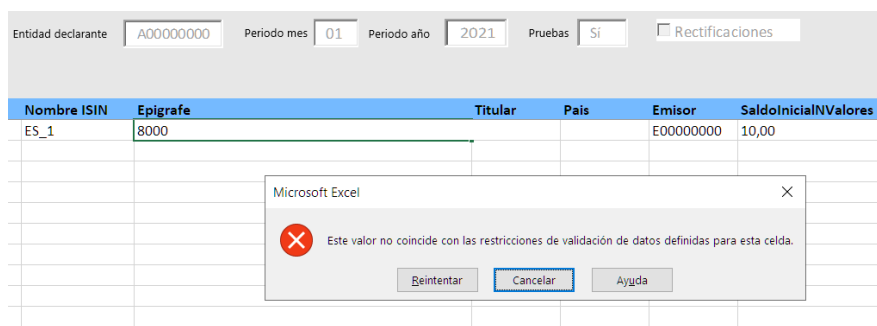 Entidad declarante A00000000 Periodo mes 01 Periodo año 2021 Pruebas Sí Rectificaciones
Nombre ISIN Epigrafe Titular Pais Emisor SaldoInicialNValores
ES_1 8000 E00000000 10,00
Microsoft Excel
Este valor no coincide con las restricciones de validación de datos definidas para esta celda.
Reintentar Cancelar Ayuda